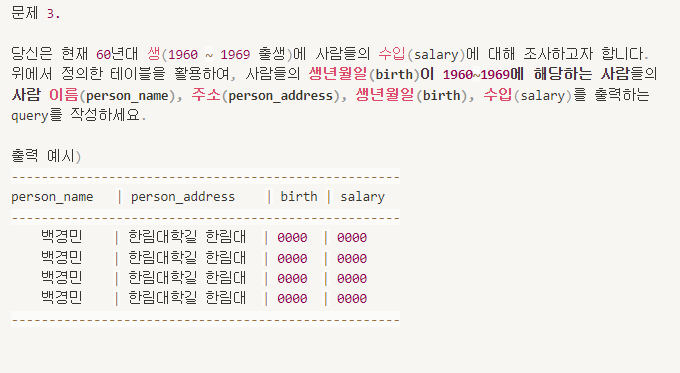 문제 3.
당신은 현재 60년대 생(1960 ~ 1969 출생)에 사람들의 수입(salary)에 대해 조사하고자 합니다.
위에서 정의한 테이블을 활용하여, 사람들의 생년월일(birth)이 1960~1969에 해당하는 사람들의
사람 이름(person_name), 주소(person_address), 생년월일(birth), 수입(salary)를 출력하는
query를 작성하세요.
출력 예시)
----------------------------------------------------
person_name | person_address | birth | salary
----------------------------------------------------
백경민 | 한림대학길 한림대 | 0000 | 0000
백경민 | 한림대학길 한림대 | 0000 | 0000
백경민 | 한림대학길 한림대 | 0000 | 0000
백경민 | 한림대학길 한림대 | 0000 | 0000
----------------------------------------------------